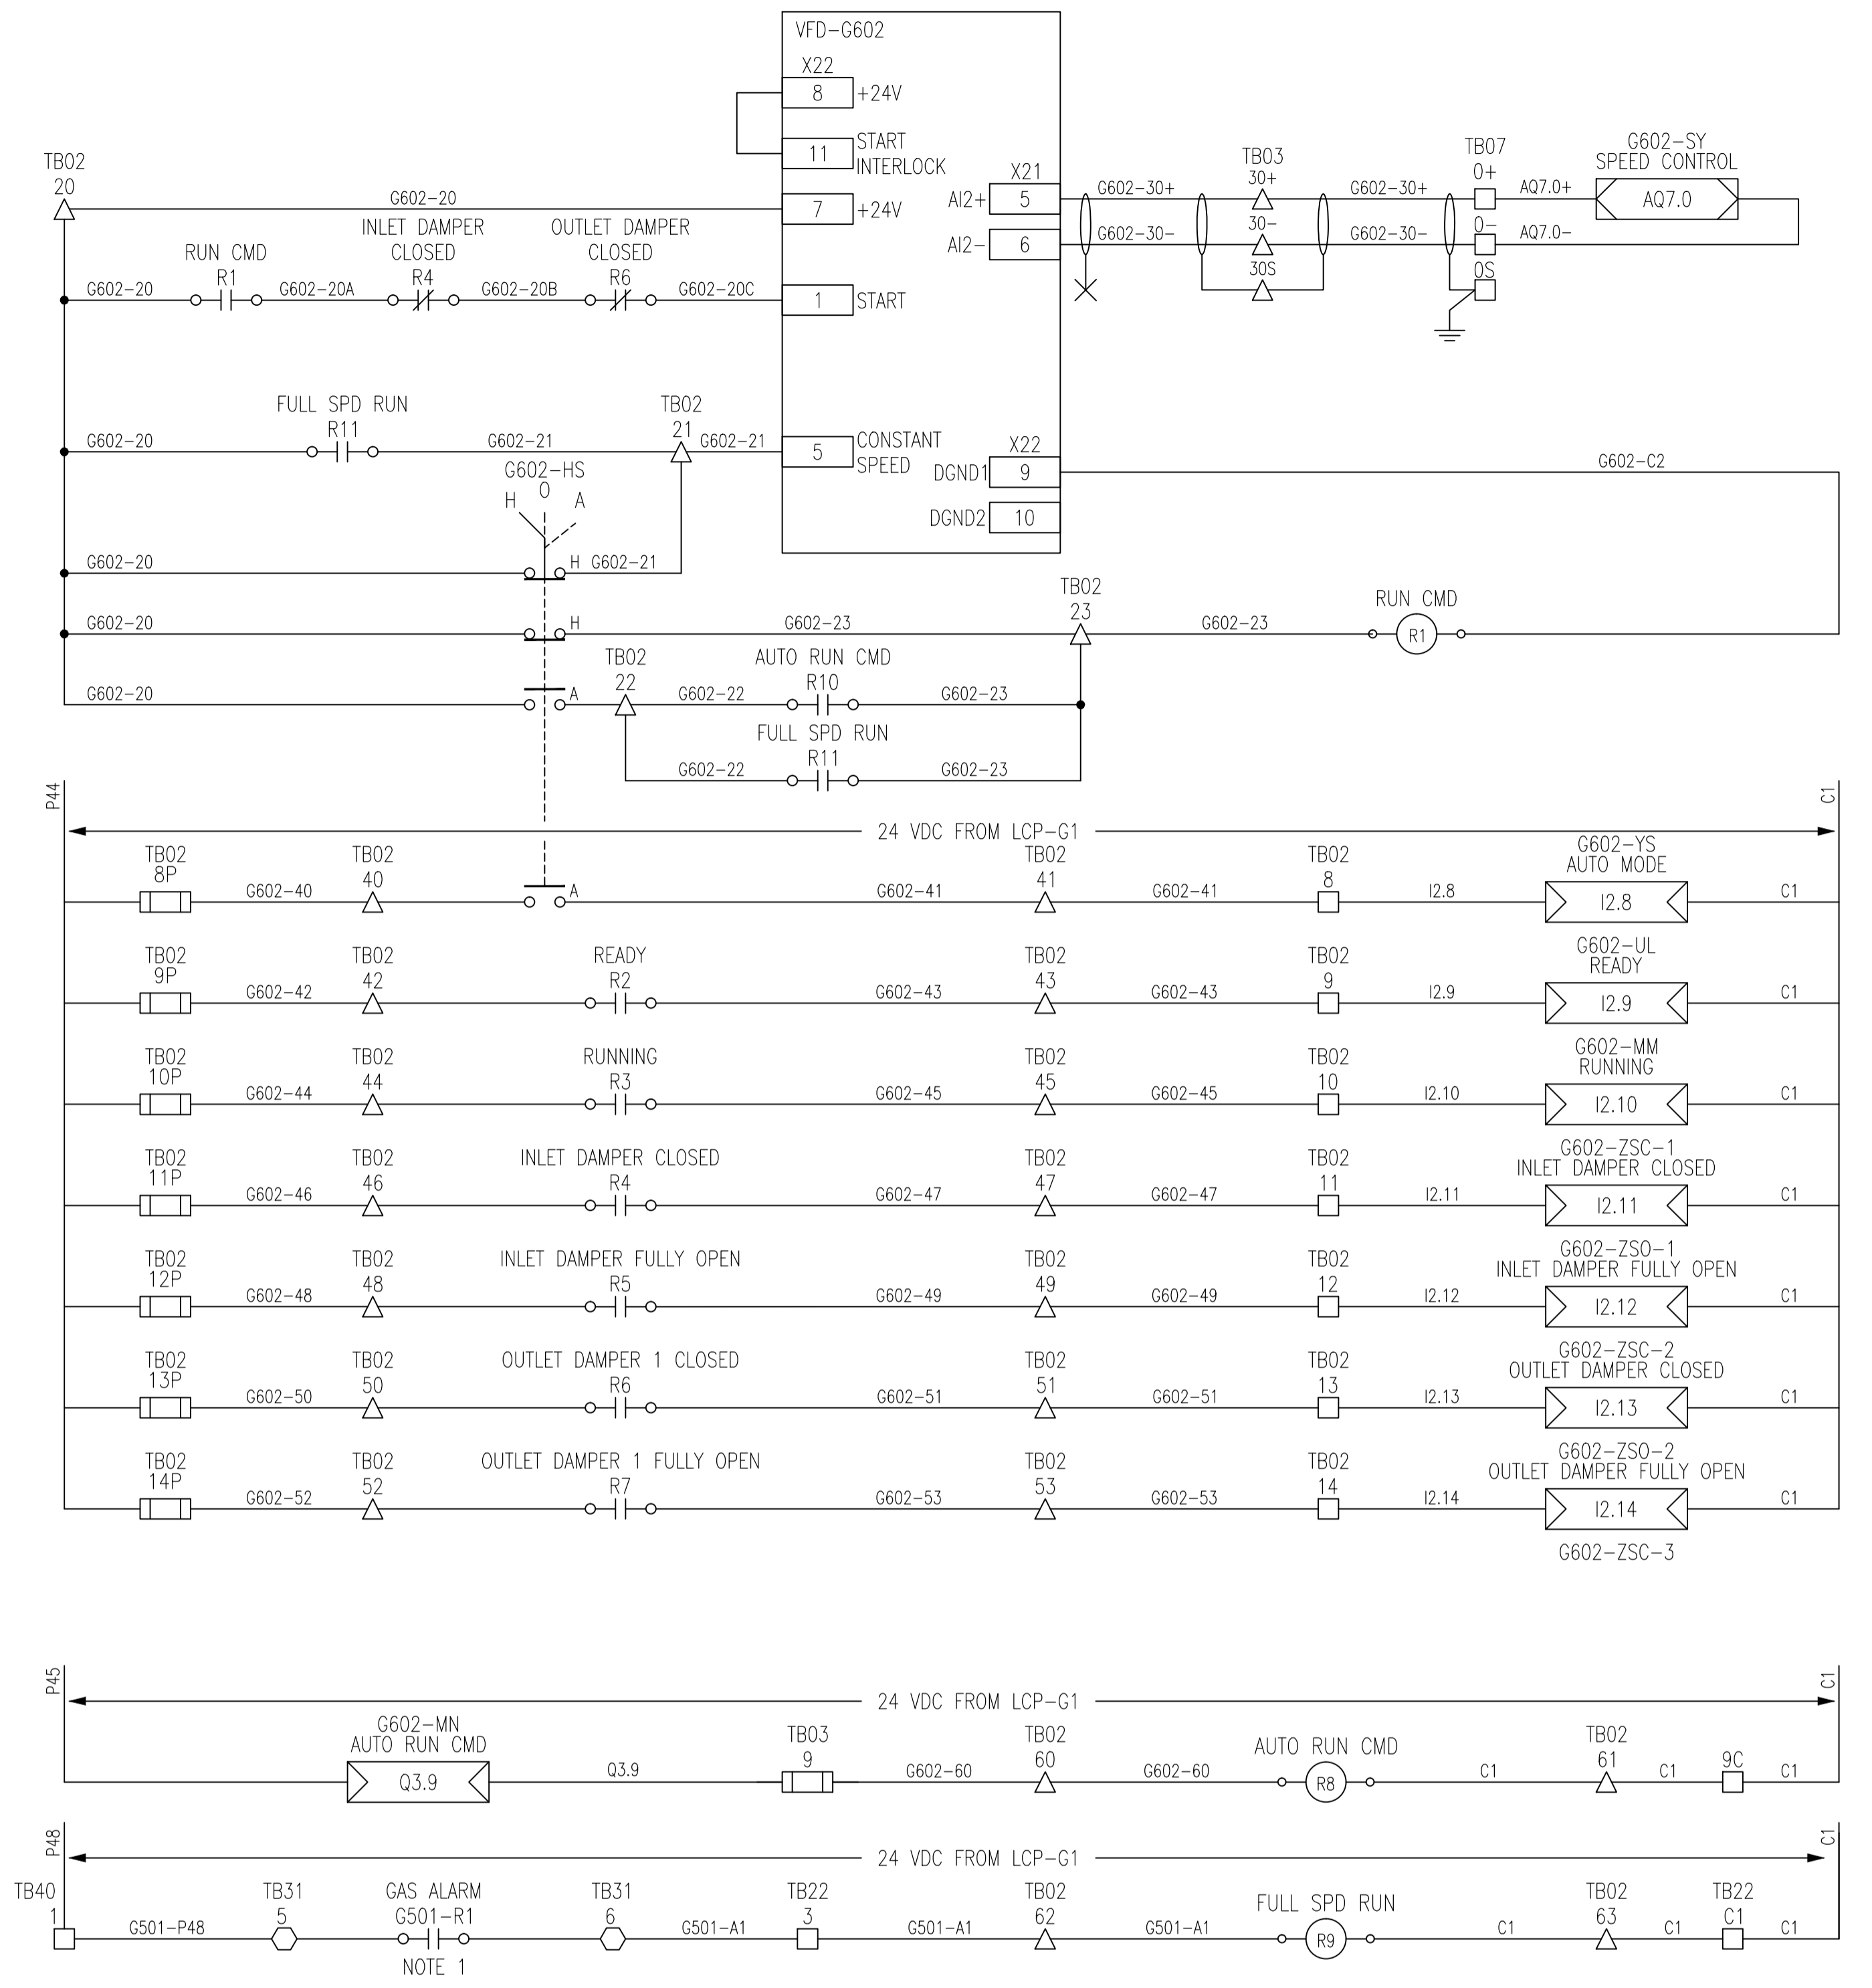 VFD-G602
X22
8 +24V
11 START
INTERLOCK
TB02
20
G602-20
7 +24V
X21
AI2+ 5
AI2- 6
G602-30+
G602-30-
TB03
30+
30-
30S
G602-30+
G602-30-
TB07
0+
0-
0S
AQ7.0+
AQ7.0-
G602-SY
SPEED CONTROL
AQ7.0
RUN CMD
R1
INLET DAMPER
CLOSED
R4
OUTLET DAMPER
CLOSED
R6
G602-20 G602-20A G602-20B G602-20C
1 START
FULL SPD RUN
R11
TB02
21
G602-20 G602-21 G602-21
5 CONSTANT
SPEED
X22
DGND1 9
DGND2 10
G602-C2
G602-HS
H O A
G602-20 H G602-21
G602-20 H G602-23
TB02
23
G602-23
RUN CMD
R1
G602-20 A
TB02
22
AUTO RUN CMD
R10
G602-22 G602-23
FULL SPD RUN
R11
G602-22 G602-23
P44
C1
24 VDC FROM LCP-G1
TB02
8P
G602-40
TB02
40
A
G602-41
TB02
41
G602-41
TB02
8
I2.8
G602-YS
AUTO MODE
I2.8
C1
TB02
9P
G602-42
TB02
42
READY
R2
G602-43
TB02
43
G602-43
TB02
9
I2.9
G602-UL
READY
I2.9
C1
TB02
10P
G602-44
TB02
44
RUNNING
R3
G602-45
TB02
45
G602-45
TB02
10
I2.10
G602-MM
RUNNING
I2.10
C1
TB02
11P
G602-46
TB02
46
INLET DAMPER CLOSED
R4
G602-47
TB02
47
G602-47
TB02
11
I2.11
G602-ZSC-1
INLET DAMPER CLOSED
I2.11
C1
TB02
12P
G602-48
TB02
48
INLET DAMPER FULLY OPEN
R5
G602-49
TB02
49
G602-49
TB02
12
I2.12
G602-ZSO-1
INLET DAMPER FULLY OPEN
I2.12
C1
TB02
13P
G602-50
TB02
50
OUTLET DAMPER 1 CLOSED
R6
G602-51
TB02
51
G602-51
TB02
13
I2.13
G602-ZSC-2
OUTLET DAMPER CLOSED
I2.13
C1
TB02
14P
G602-52
TB02
52
OUTLET DAMPER 1 FULLY OPEN
R7
G602-53
TB02
53
G602-53
TB02
14
I2.14
G602-ZSO-2
OUTLET DAMPER FULLY OPEN
I2.14
C1
G602-ZSC-3
P45
C1
24 VDC FROM LCP-G1
G602-MN
AUTO RUN CMD
Q3.9
Q3.9
TB03
9
G602-60
TB02
60
G602-60
AUTO RUN CMD
R8
C1
TB02
61
C1
9C
C1
P48
C1
24 VDC FROM LCP-G1
TB40
1
G501-P48
TB31
5
GAS ALARM
G501-R1
NOTE 1
TB31
6
G501-A1
TB22
3
G501-A1
TB02
62
G501-A1
FULL SPD RUN
R9
C1
TB02
63
C1
TB22
C1
C1